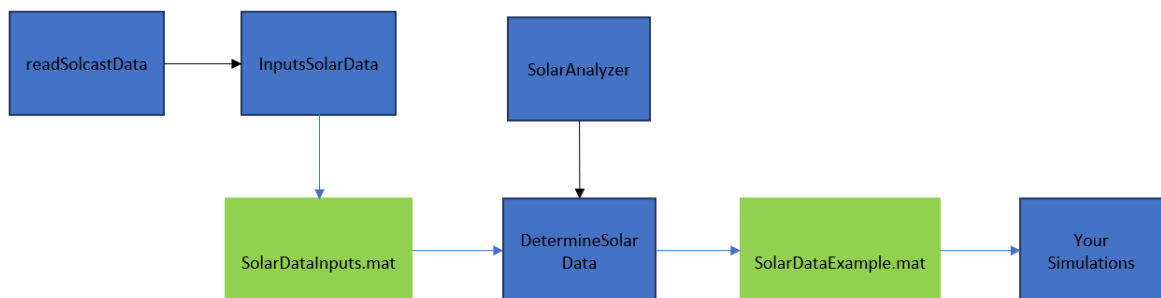 readSolcastData
InputsSolarData
SolarAnalyzer
SolarDataInputs.mat
DetermineSolar
Data
SolarDataExample.mat
Your
Simulations